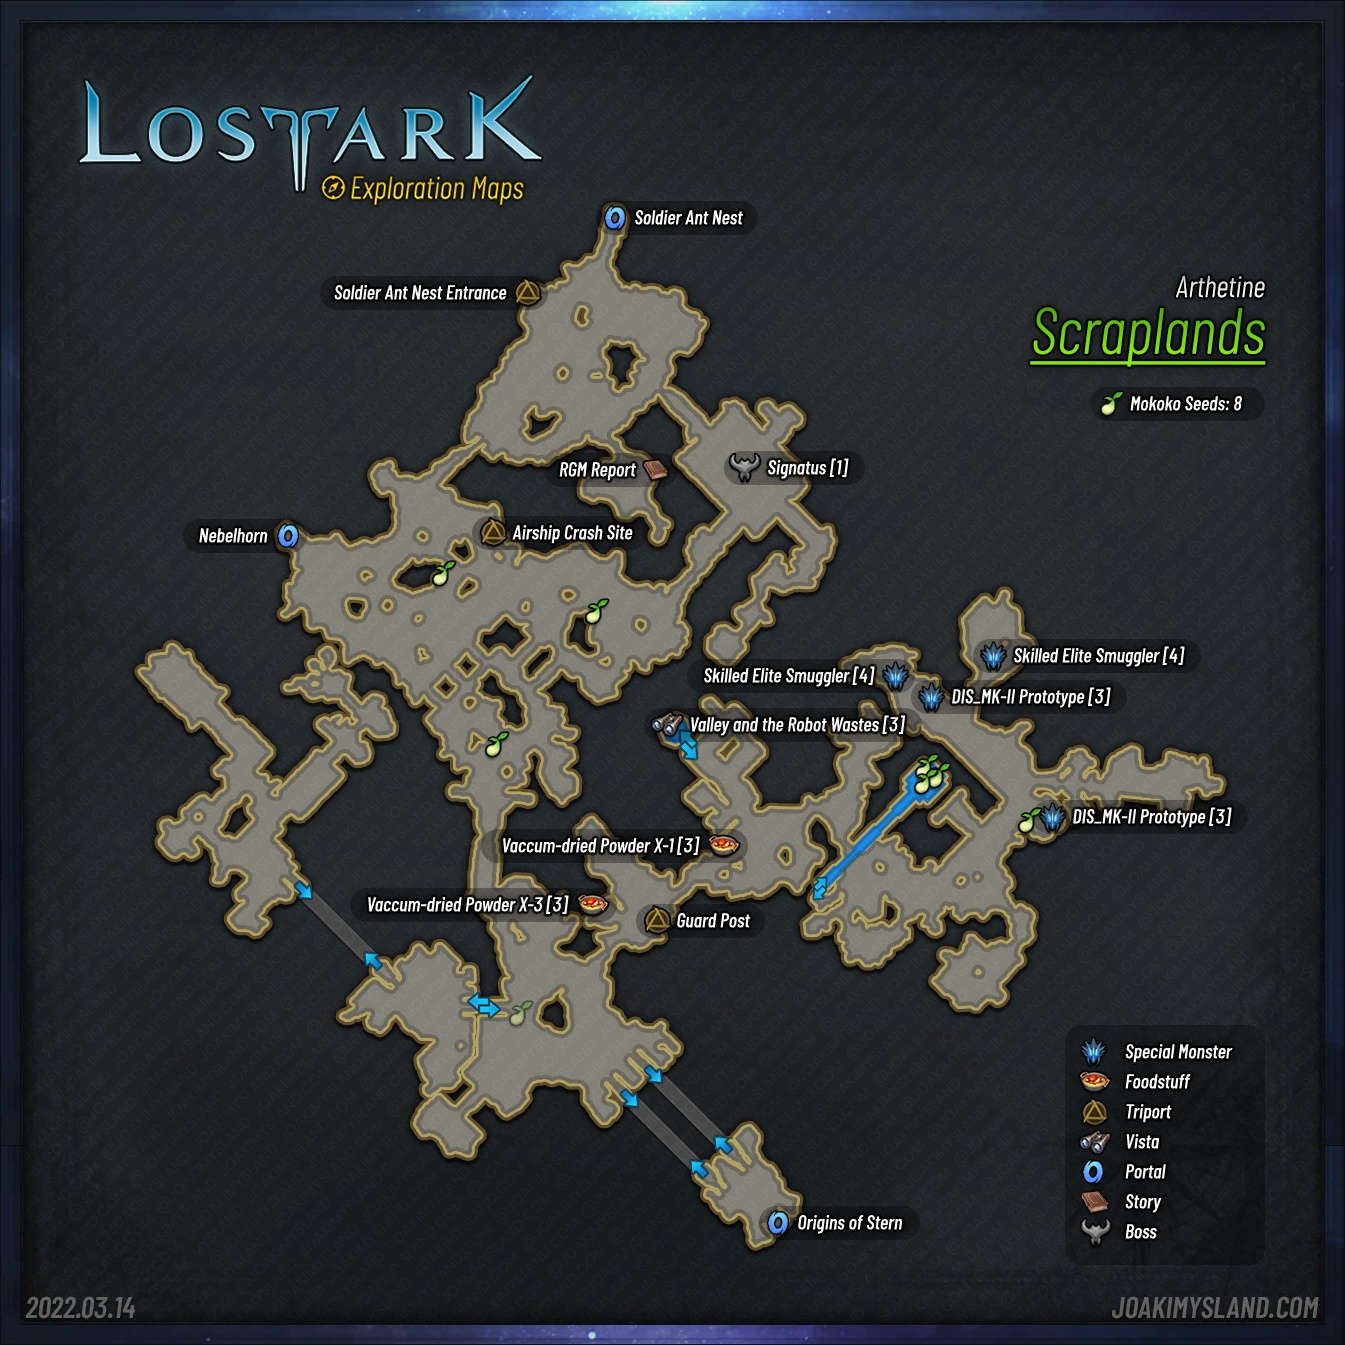 LOSTARK
Exploration Maps
Soldier Ant Nest
Soldier Ant Nest Entrance
Arthetine
Scraplands
Mokoko Seeds: 8
RGM Report
Signatus [1]
Nebelhorn
Airship Crash Site
Skilled Elite Smuggler [4]
Skilled Elite Smuggler [4]
DIS_MK-II Prototype [3]
Valley and the Robot Wastes [3]
DIS_MK-II Prototype [3]
Vaccum-dried Powder X-1 [3]
Vaccum-dried Powder X-3 [3]
Guard Post
Origins of Stern
Special Monster
Foodstuff
Triport
Vista
Portal
Story
Boss
2022.03.14
JOAKIMYSLAND.COM